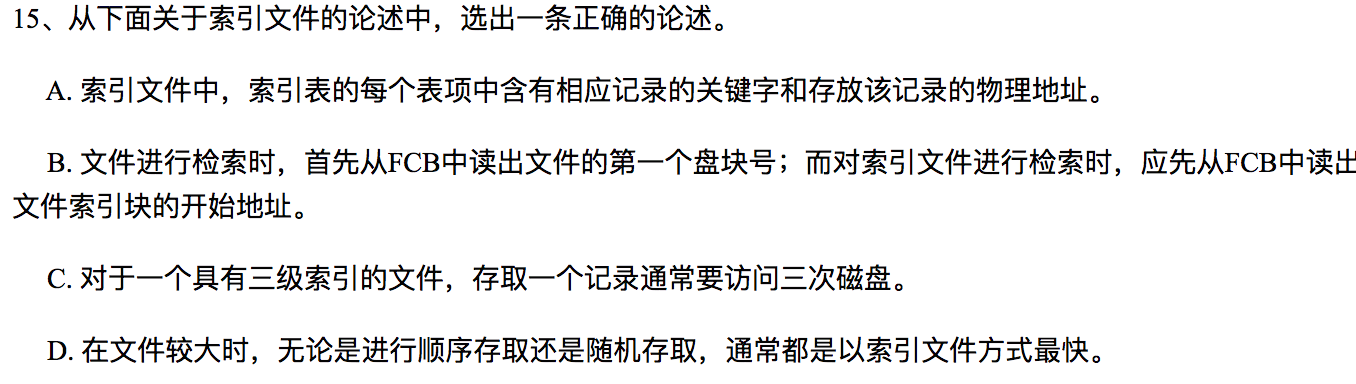 15、从下面关于索引文件的论述中，选出一条正确的论述。
A. 索引文件中，索引表的每个表项中含有相应记录的关键字和存放该记录的物理地址。
B. 文件进行检索时，首先从FCB中读出文件的第一个盘块号；而对索引文件进行检索时，应先从FCB中读出
文件索引块的开始地址。
C. 对于一个具有三级索引的文件，存取一个记录通常要访问三次磁盘。
D. 在文件较大时，无论是进行顺序存取还是随机存取，通常都是以索引文件方式最快。